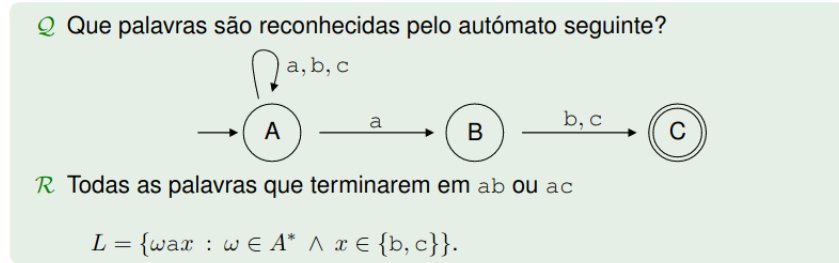 Q Que palavras são reconhecidas pelo autómato seguinte?
a, b, c
A
a
B
b, c
C
R Todas as palavras que terminarem em ab ou ac
L = {ωax : ω ∈ A* ∧ x ∈ {b, c}}.